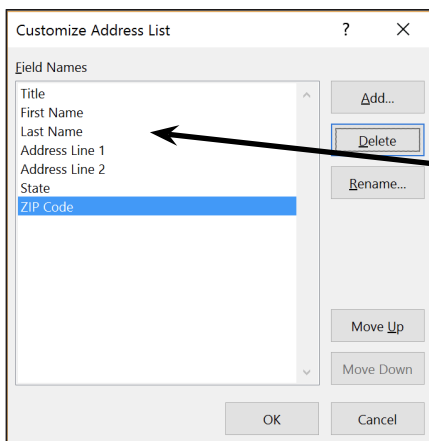 Customize Address List ? ×
Field Names
Title
First Name
Last Name
Address Line 1
Address Line 2
State
ZIP Code
Add...
Delete
Rename...
Move Up
Move Down
OK
Cancel